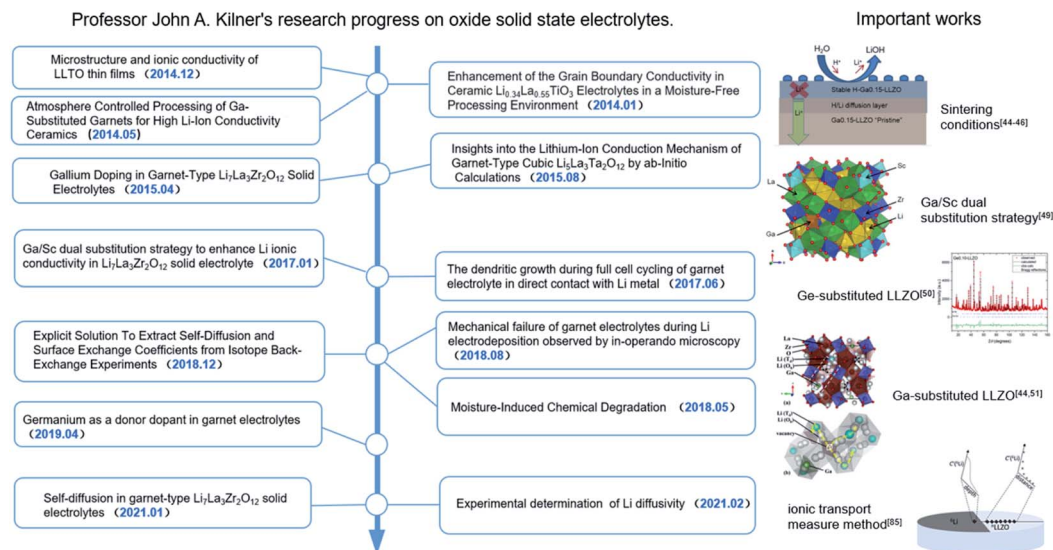 Professor John A. Kilner's research progress on oxide solid state electrolytes.
Microstructure and ionic conductivity of
LLTO thin films (2014.12)
Atmosphere Controlled Processing of Ga-
Substituted Garnets for High Li-Ion Conductivity
Ceramics (2014.05)
Enhancement of the Grain Boundary Conductivity in
Ceramic Li0.34La0.55TiO3 Electrolytes in a Moisture-Free
Processing Environment (2014.01)
Gallium Doping in Garnet-Type Li7La3Zr2O12 Solid
Electrolytes (2015.04)
Insights into the Lithium-Ion Conduction Mechanism of
Garnet-Type Cubic Li5La3Ta2O12 by ab-Initio
Calculations (2015.08)
Ga/Sc dual substitution strategy to enhance Li ionic
conductivity in Li7La3Zr2O12 solid electrolyte (2017.01)
The dendritic growth during full cell cycling of garnet
electrolyte in direct contact with Li metal (2017.06)
Explicit Solution To Extract Self-Diffusion and
Surface Exchange Coefficients from Isotope Back-
Exchange Experiments (2018.12)
Mechanical failure of garnet electrolytes during Li
electrodeposition observed by in-operando microscopy
(2018.08)
Moisture-Induced Chemical Degradation (2018.05)
Germanium as a donor dopant in garnet electrolytes
(2019.04)
Self-diffusion in garnet-type Li7La3Zr2O12 solid
electrolytes (2021.01)
Experimental determination of Li diffusivity (2021.02)
Important works
H2O
LiOH
H+
Li+
Stable H-Ga0.15-LLZO
H/Li diffusion layer
Li+
Ga0.15-LLZO "Pristine"
Sintering
conditions[44-46]
Sc
La
Zr
Li
Ga
Ga/Sc dual
substitution strategy[49]
Ge-substituted LLZO[50]
La
Zr
O
Ga
(a)
Ga-substituted LLZO[44,51]
vacancy
(b)
Ga
ionic transport
measure method[85]
depth
distance
LLZO